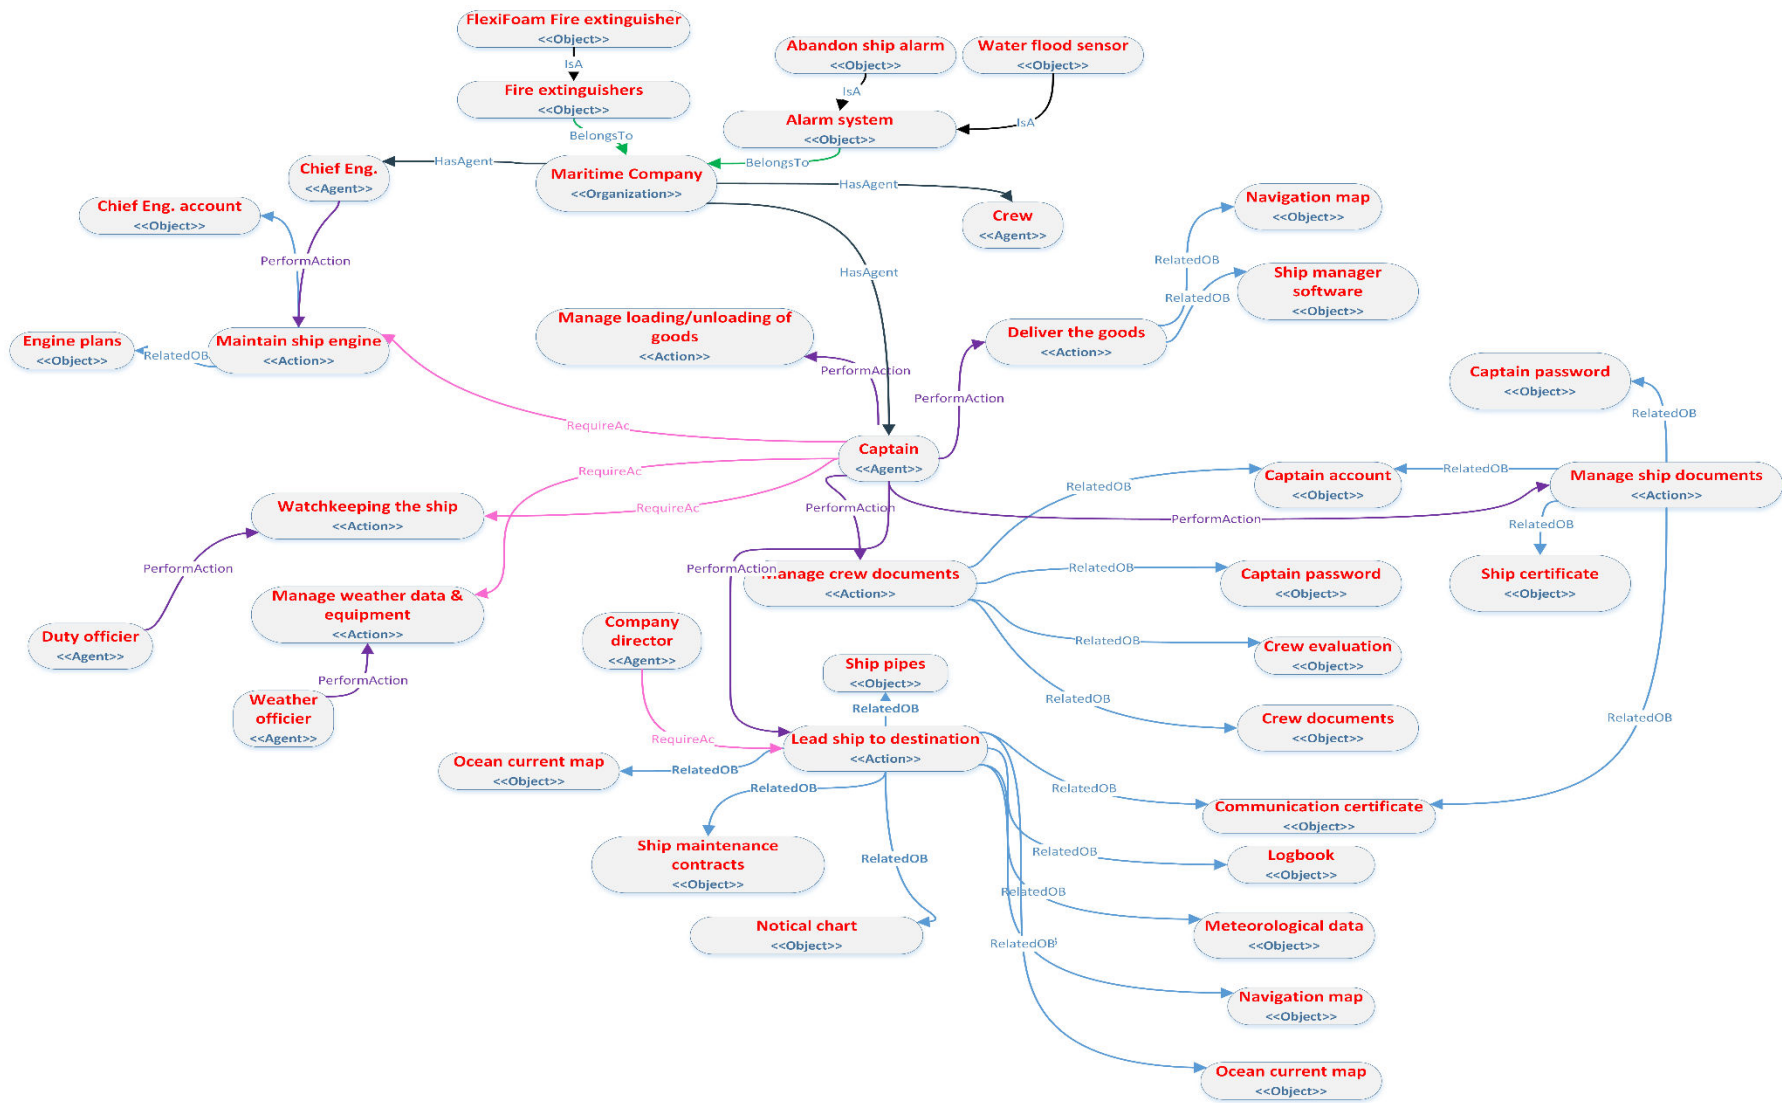 FlexiFoam Fire extinguisher
<<Object>>
IsA
Abandon ship alarm
<<Object>>
Water flood sensor
<<Object>>
IsA
Fire extinguishers
<<Object>>
BelongsTo
Alarm system
<<Object>>
IsA
BelongsTo
Maritime Company
<<Organization>>
HasAgent
HasAgent
HasAgent
Chief Eng.
<<Agent>>
Crew
<<Agent>>
Chief Eng. account
<<Object>>
PerformAction
Navigation map
<<Object>>
RelatedOB
Ship manager
software
<<Object>>
RelatedOB
Manage loading/unloading of
goods
<<Action>>
PerformAction
Deliver the goods
<<Action>>
PerformAction
Engine plans
<<Object>>
RelatedOB
Maintain ship engine
<<Action>>
RequireAc
Captain
<<Agent>>
Captain password
<<Object>>
RelatedOB
RequireAc
RequireAc
PerformAction
RelatedOB
Captain account
<<Object>>
RelatedOB
Manage ship documents
<<Action>>
PerformAction
RelatedOB
Watchkeeping the ship
<<Action>>
PerformAction
PerformAction
Manage crew documents
<<Action>>
RelatedOB
Captain password
<<Object>>
Ship certificate
<<Object>>
Manage weather data &
equipment
<<Action>>
Duty officier
<<Agent>>
PerformAction
Weather
officier
<<Agent>>
Company
director
<<Agent>>
RequireAc
RelatedOB
Crew evaluation
<<Object>>
RelatedOB
Crew documents
<<Object>>
RelatedOB
Ship pipes
<<Object>>
RelatedOB
Lead ship to destination
<<Action>>
Ocean current map
<<Object>>
RelatedOB
RelatedOB
Ship maintenance
contracts
<<Object>>
RelatedOB
Notical chart
<<Object>>
RelatedOB
Communication certificate
<<Object>>
RelatedOB
Logbook
<<Object>>
RelatedOB
Meteorological data
<<Object>>
RelatedOB
Navigation map
<<Object>>
Ocean current map
<<Object>>